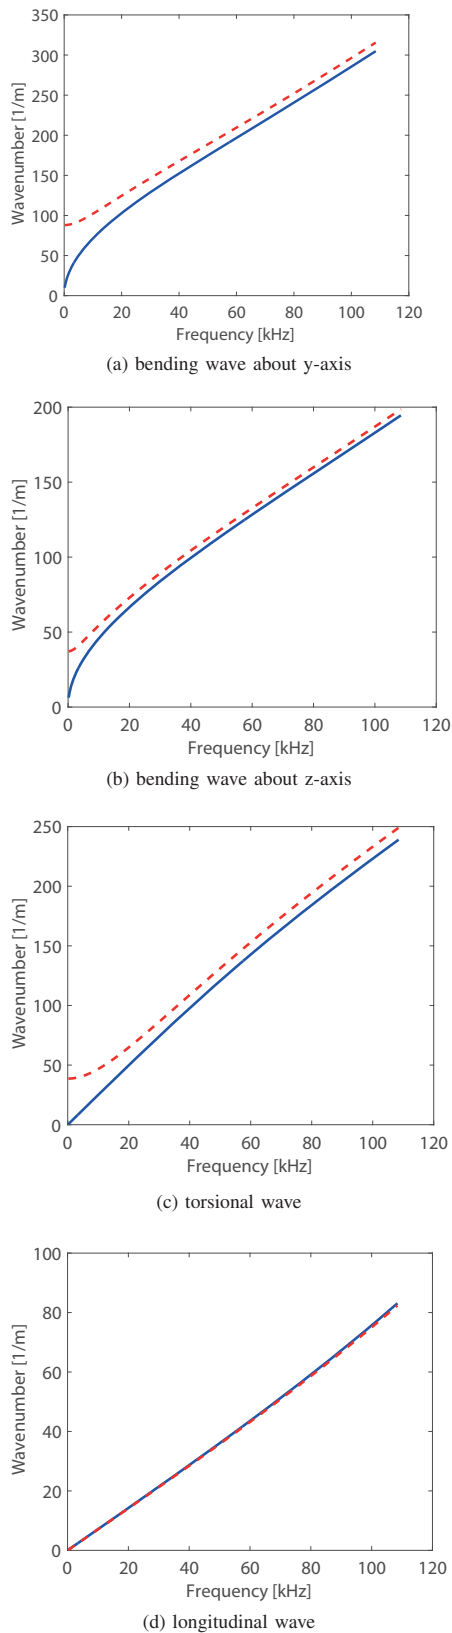 350
300
250
200
150
100
50
0
Wavenumber [1/m]
0 20 40 60 80 100 120
Frequency [kHz]
(a) bending wave about y-axis
200
150
100
50
0
Wavenumber [1/m]
0 20 40 60 80 100 120
Frequency [kHz]
(b) bending wave about z-axis
250
200
150
100
50
0
Wavenumber [1/m]
0 20 40 60 80 100 120
Frequency [kHz]
(c) torsional wave
100
80
60
40
20
0
Wavenumber [1/m]
0 20 40 60 80 100 120
Frequency [kHz]
(d) longitudinal wave